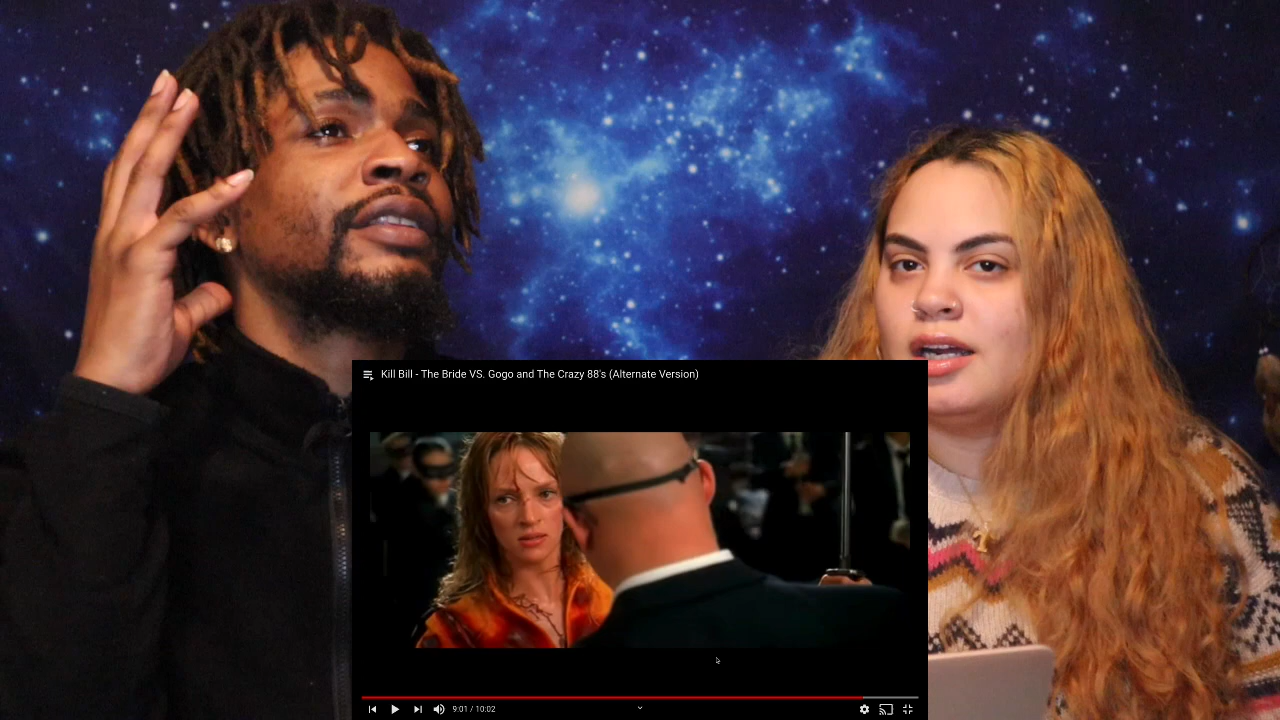 Kill Bill - The Bride VS. Gogo and The Crazy 88's (Alternate Version)
9:01 / 10:02